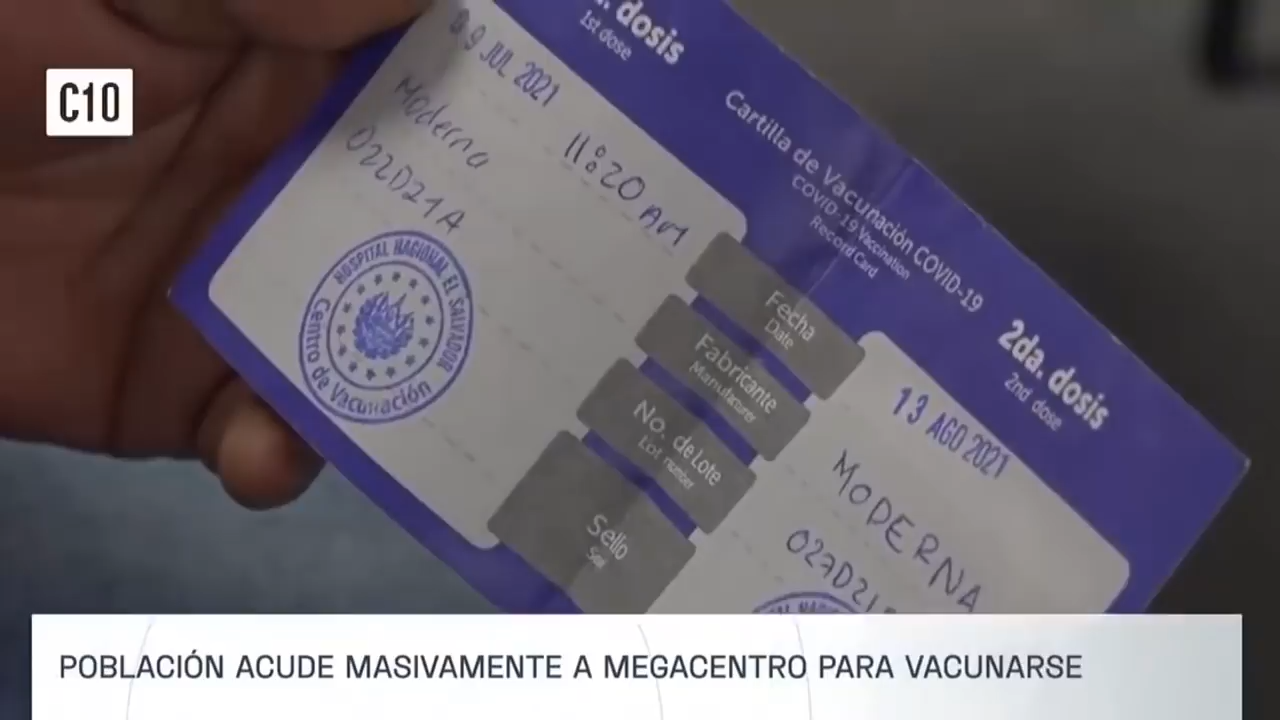 C10
dosis
1st dose
9 JUL 2021
Moderna
11:20 AM
022D21A
HOSPITAL NACIONAL EL SALVADOR
Centro de Vacunación
Cartilla de Vacunación COVID-19
COVID-19 Vaccination
Record Card
Fecha
Date
Fabricante
Manufacturer
No. de Lote
Lot number
Sello
Seal
2da. dosis
2nd dose
13 AGO 2021
MODERNA
027D21
POBLACIÓN ACUDE MASIVAMENTE A MEGACENTRO PARA VACUNARSE